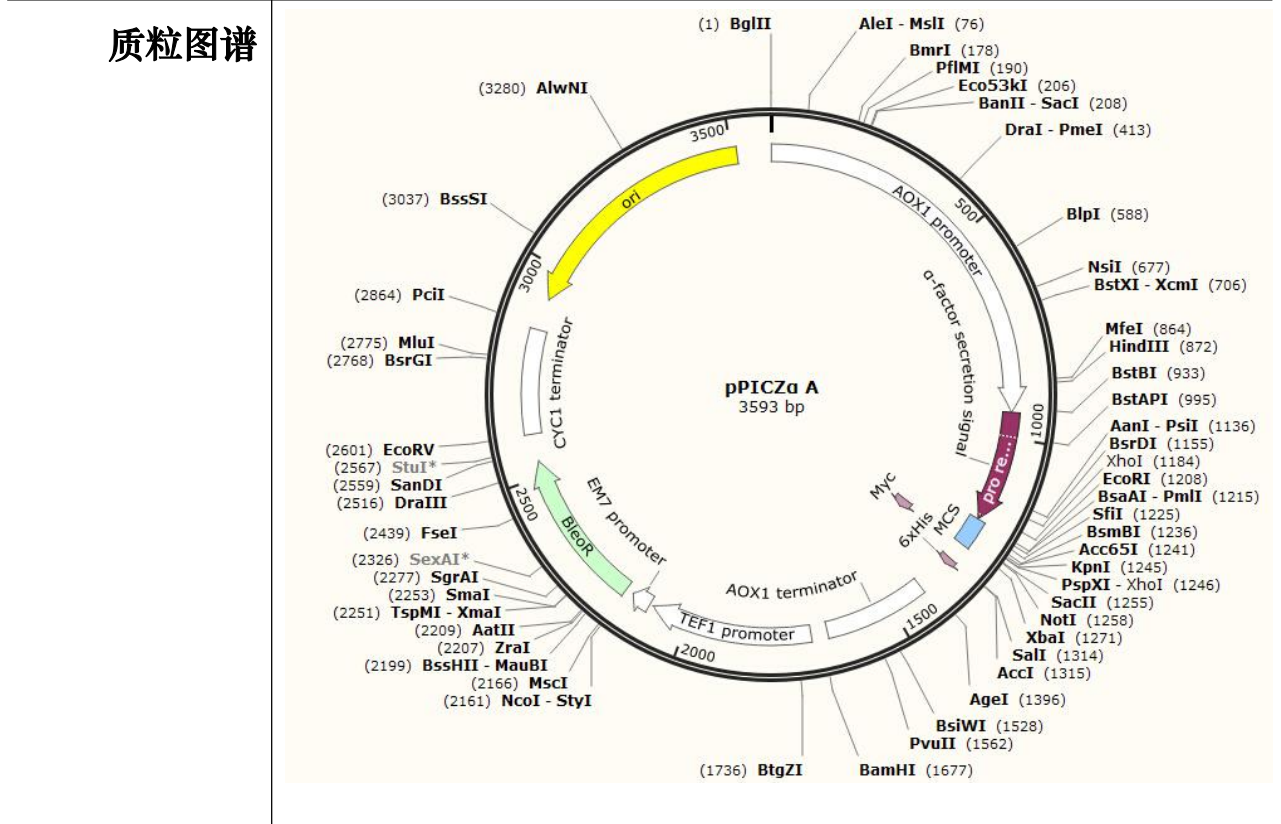 质粒图谱
(1) BglII
AleI - MslI (76)
BmrI (178)
PflMI (190)
Eco53kI (206)
BanII - SacI (208)
DraI - PmeI (413)
BlpI (588)
NsiI (677)
BstXI - XcmI (706)
MfeI (864)
HindIII (872)
BstBI (933)
BstAPI (995)
AanI - PsiI (1136)
BsrDI (1155)
XhoI (1184)
EcoRI (1208)
BsaAI - PmlI (1215)
SfiI (1225)
BsmBI (1236)
Acc65I (1241)
KpnI (1245)
PspXI - XhoI (1246)
SacII (1255)
NotI (1258)
XbaI (1271)
SalI (1314)
AccI (1315)
AgeI (1396)
BsiWI (1528)
PvuII (1562)
BamHI (1677)
(1736) BtgZI
(2161) NcoI - StyI
(2166) MscI
(2199) BssHII - MauBI
(2207) ZraI
(2209) AatII
(2251) TspMI - XmaI
(2253) SmaI
(2277) SgrAI
(2326) SexAI*
(2439) FseI
(2516) DraIII
(2559) SanDI
(2567) StuI*
(2601) EcoRV
(2768) BsrGI
(2775) MluI
(2864) PciI
(3037) BssSI
(3280) AlwNI
500
1000
1500
2000
2500
3000
3500
AOX1 promoter
α-factor secretion signal
pro re...
MCS
Myc
6xHis
AOX1 terminator
TEF1 promoter
EM7 promoter
BleoR
CYC1 terminator
ori
pPICZα A
3593 bp